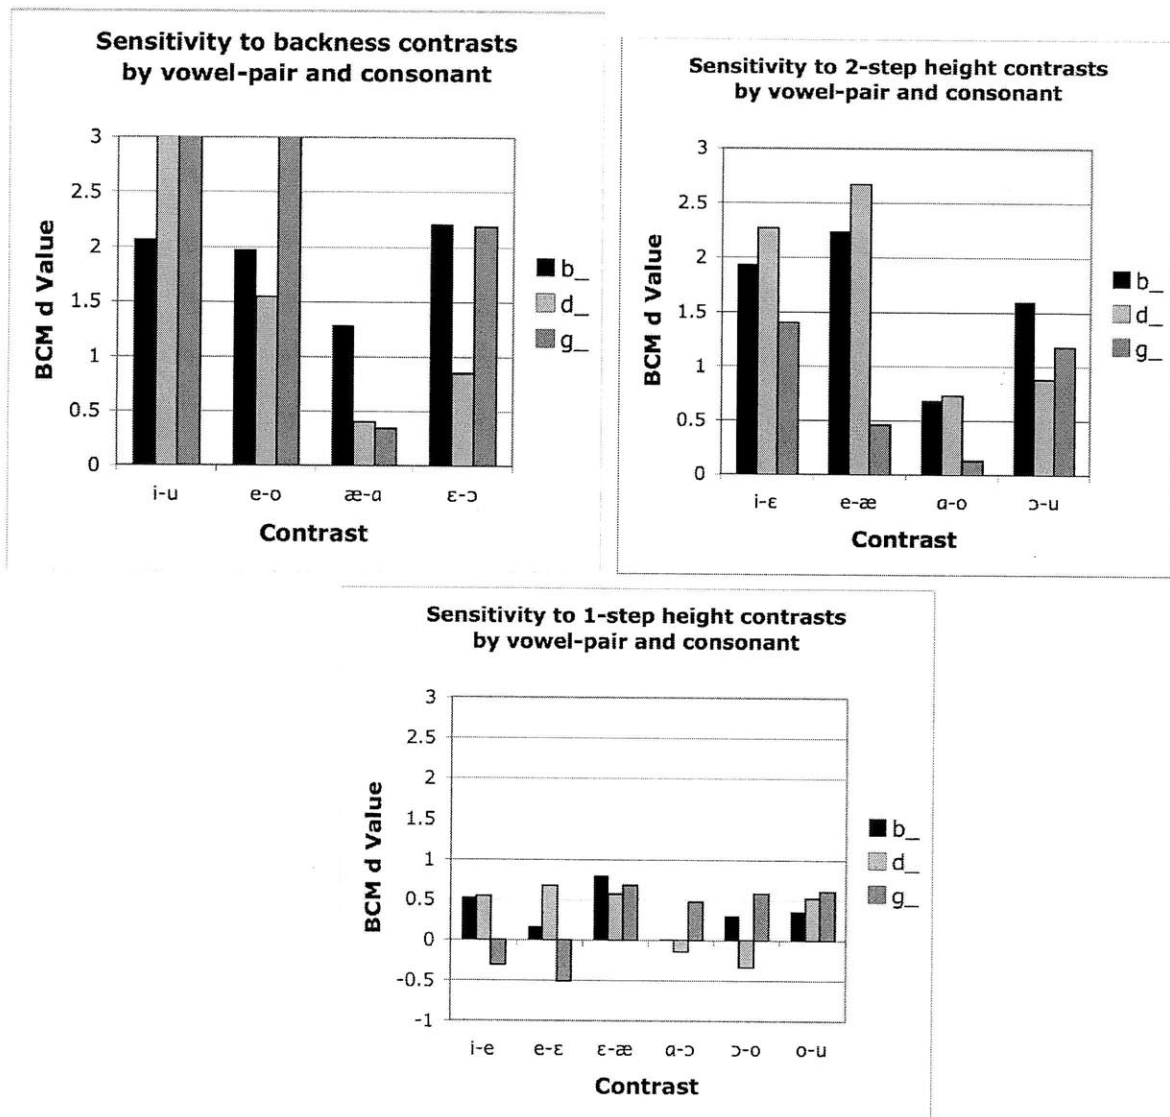 Sensitivity to backness contrasts
by vowel-pair and consonant
3
2.5
2
1.5
1
0.5
0
BCM d Value
i-u e-o æ-ɑ ɛ-ɔ
Contrast
b_
d_
g_
Sensitivity to 2-step height contrasts
by vowel-pair and consonant
3
2.5
2
1.5
1
0.5
0
BCM d Value
i-ɛ e-æ ɑ-o ɔ-u
Contrast
b_
d_
g_
Sensitivity to 1-step height contrasts
by vowel-pair and consonant
3
2.5
2
1.5
1
0.5
0
-0.5
-1
BCM d Value
i-e e-ɛ ɛ-æ ɑ-ɔ ɔ-o o-u
Contrast
b_
d_
g_